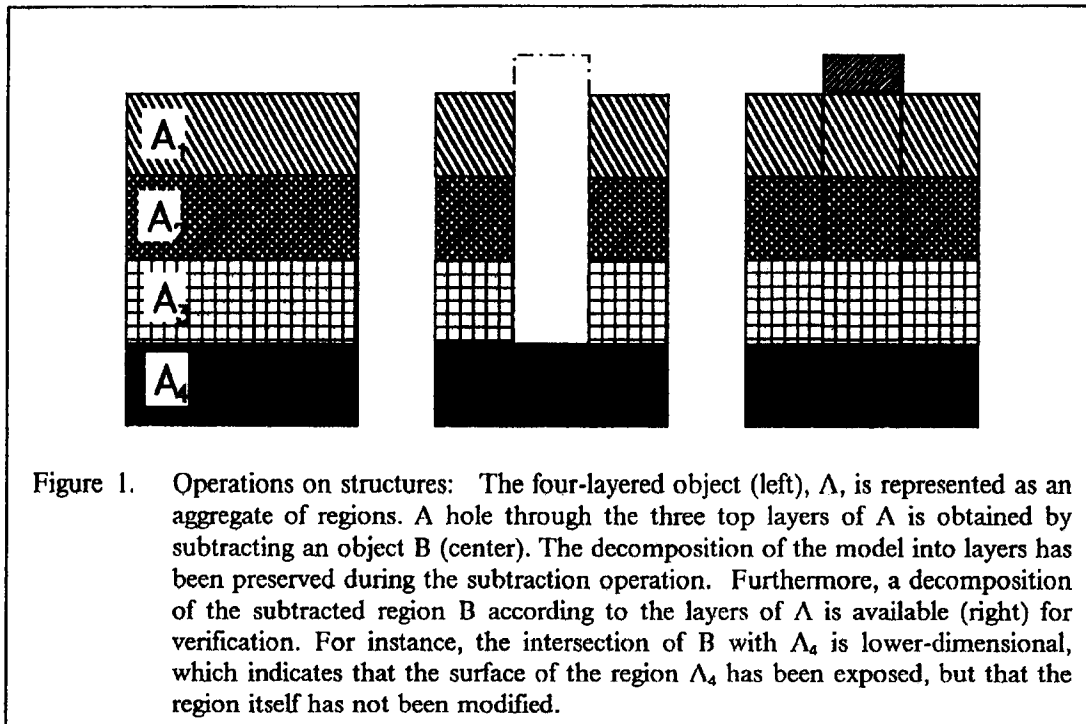 A₁
A₂
A₃
A₄
Figure 1. Operations on structures: The four-layered object (left), A, is represented as an
aggregate of regions. A hole through the three top layers of A is obtained by
subtracting an object B (center). The decomposition of the model into layers has
been preserved during the subtraction operation. Furthermore, a decomposition
of the subtracted region B according to the layers of A is available (right) for
verification. For instance, the intersection of B with A₄ is lower-dimensional,
which indicates that the surface of the region A₄ has been exposed, but that the
region itself has not been modified.